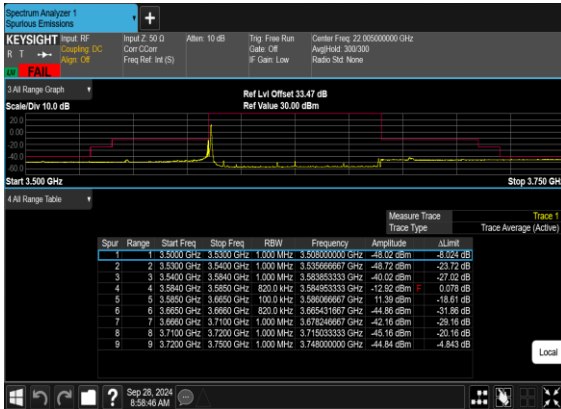 Spectrum Analyzer 1
Spurious Emissions
+
KEYSIGHT Input: RF Input Z: 50 Ω Atten: 10 dB Trig: Free Run Center Freq: 22.005000000 GHz
R T Coupling: DC Corr CCorr Gate: Off Avg|Hold: 300/300
Align: Off Freq Ref: Int (S) IF Gain: Low Radio Std: None
FAIL
3 All Range Graph Ref Lvl Offset 33.47 dB
Scale/Div 10.0 dB Ref Value 30.00 dBm
20.0
0.00
-20.0
-40.0
-60.0
Start 3.500 GHz Stop 3.750 GH
4 All Range Table
Measure Trace Trace 1
Trace Type Trace Average (Active)
Spur Range Start Freq Stop Freq RBW Frequency Amplitude ΔLimit
1 1 3.5000 GHz 3.5300 GHz 1.000 MHz 3.508000000 GHz -48.02 dBm -8.024 dB
2 2 3.5300 GHz 3.5400 GHz 1.000 MHz 3.535666667 GHz -48.72 dBm -23.72 dB
3 3 3.5400 GHz 3.5840 GHz 1.000 MHz 3.583853333 GHz -40.02 dBm -27.02 dB
4 4 3.5840 GHz 3.5850 GHz 820.0 kHz 3.584953333 GHz -12.92 dBm F 0.078 dB
5 5 3.5850 GHz 3.6650 GHz 100.0 kHz 3.586066667 GHz 11.39 dBm -18.61 dB
6 6 3.6650 GHz 3.6660 GHz 820.0 kHz 3.665431667 GHz -44.86 dBm -31.86 dB
7 7 3.6660 GHz 3.7100 GHz 1.000 MHz 3.678246667 GHz -42.16 dBm -29.16 dB
8 8 3.7100 GHz 3.7200 GHz 1.000 MHz 3.715033333 GHz -45.16 dBm -20.16 dB
9 9 3.7200 GHz 3.7500 GHz 1.000 MHz 3.748000000 GHz -44.84 dBm -4.843 dB
Local
? Sep 28, 2024
8:58:46 AM